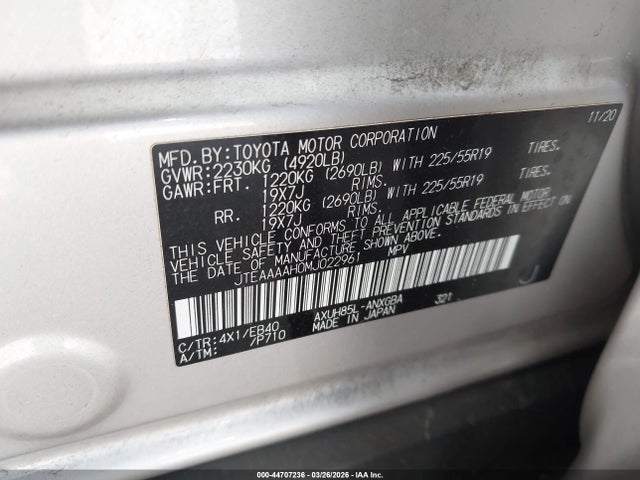 MFD.BY:TOYOTA MOTOR CORPORATION 11/20
GVWR:2230KG (4920LB)
GAWR:FRT. 1220KG (2690LB) WITH 225/55R19 TIRES.
19X7J RIMS.
RR. 1220KG (2690LB) WITH 225/55R19 TIRES.
19X7J RIMS.
THIS VEHICLE CONFORMS TO ALL APPLICABLE FEDERAL MOTOR
VEHICLE SAFETY AND THEFT PREVENTION STANDARDS IN EFFECT ON
THE DATE OF MANUFACTURE SHOWN ABOVE.
JTEAAAAH0MJ022961 MPV
J
C/TR:4X1/EB40 AXUH85L-ANXGBA 321
A/TM: /P710 MADE IN JAPAN
000-44707236 - 03/26/2026 - IAA Inc.